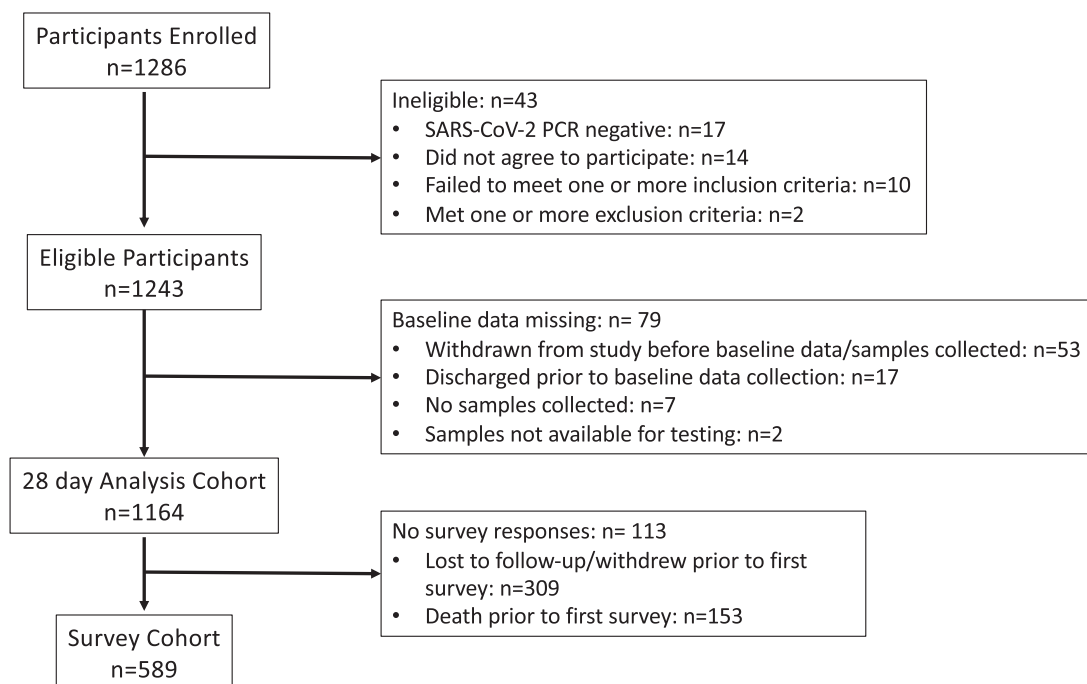 Participants Enrolled
n=1286
Ineligible: n=43
• SARS-CoV-2 PCR negative: n=17
• Did not agree to participate: n=14
• Failed to meet one or more inclusion criteria: n=10
• Met one or more exclusion criteria: n=2
Eligible Participants
n=1243
Baseline data missing: n= 79
• Withdrawn from study before baseline data/samples collected: n=53
• Discharged prior to baseline data collection: n=17
• No samples collected: n=7
• Samples not available for testing: n=2
28 day Analysis Cohort
n=1164
No survey responses: n= 113
• Lost to follow-up/withdrew prior to first
survey: n=309
• Death prior to first survey: n=153
Survey Cohort
n=589